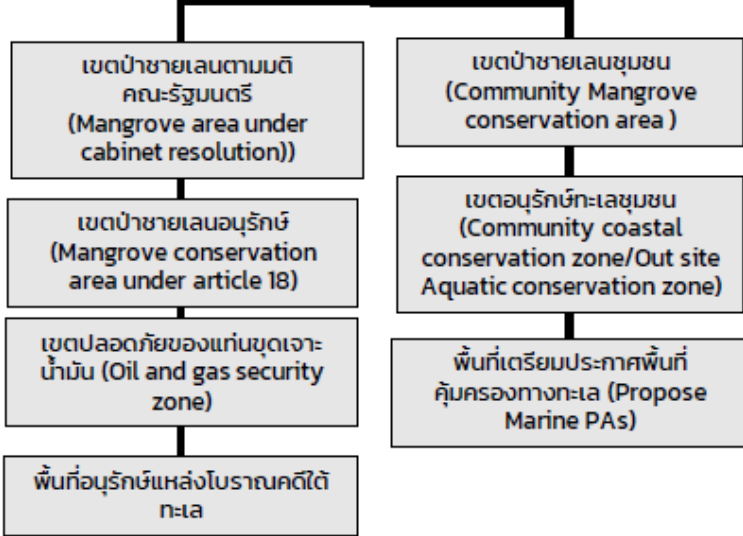 เขตป่าชายเลนตามมติ
คณะรัฐมนตรี
(Mangrove area under
cabinet resolution))
เขตป่าชายเลนอนุรักษ์
(Mangrove conservation
area under article 18)
เขตปลอดภัยของแท่นขุดเจาะ
น้ำมัน (Oil and gas security
zone)
พื้นที่อนุรักษ์แหล่งโบราณคดีใต้
ทะเล
เขตป่าชายเลนชุมชน
(Community Mangrove
conservation area )
เขตอนุรักษ์ทะเลชุมชน
(Community coastal
conservation zone/Out site
Aquatic conservation zone)
พื้นที่เตรียมประกาศพื้นที่
คุ้มครองทางทะเล (Propose
Marine PAs)